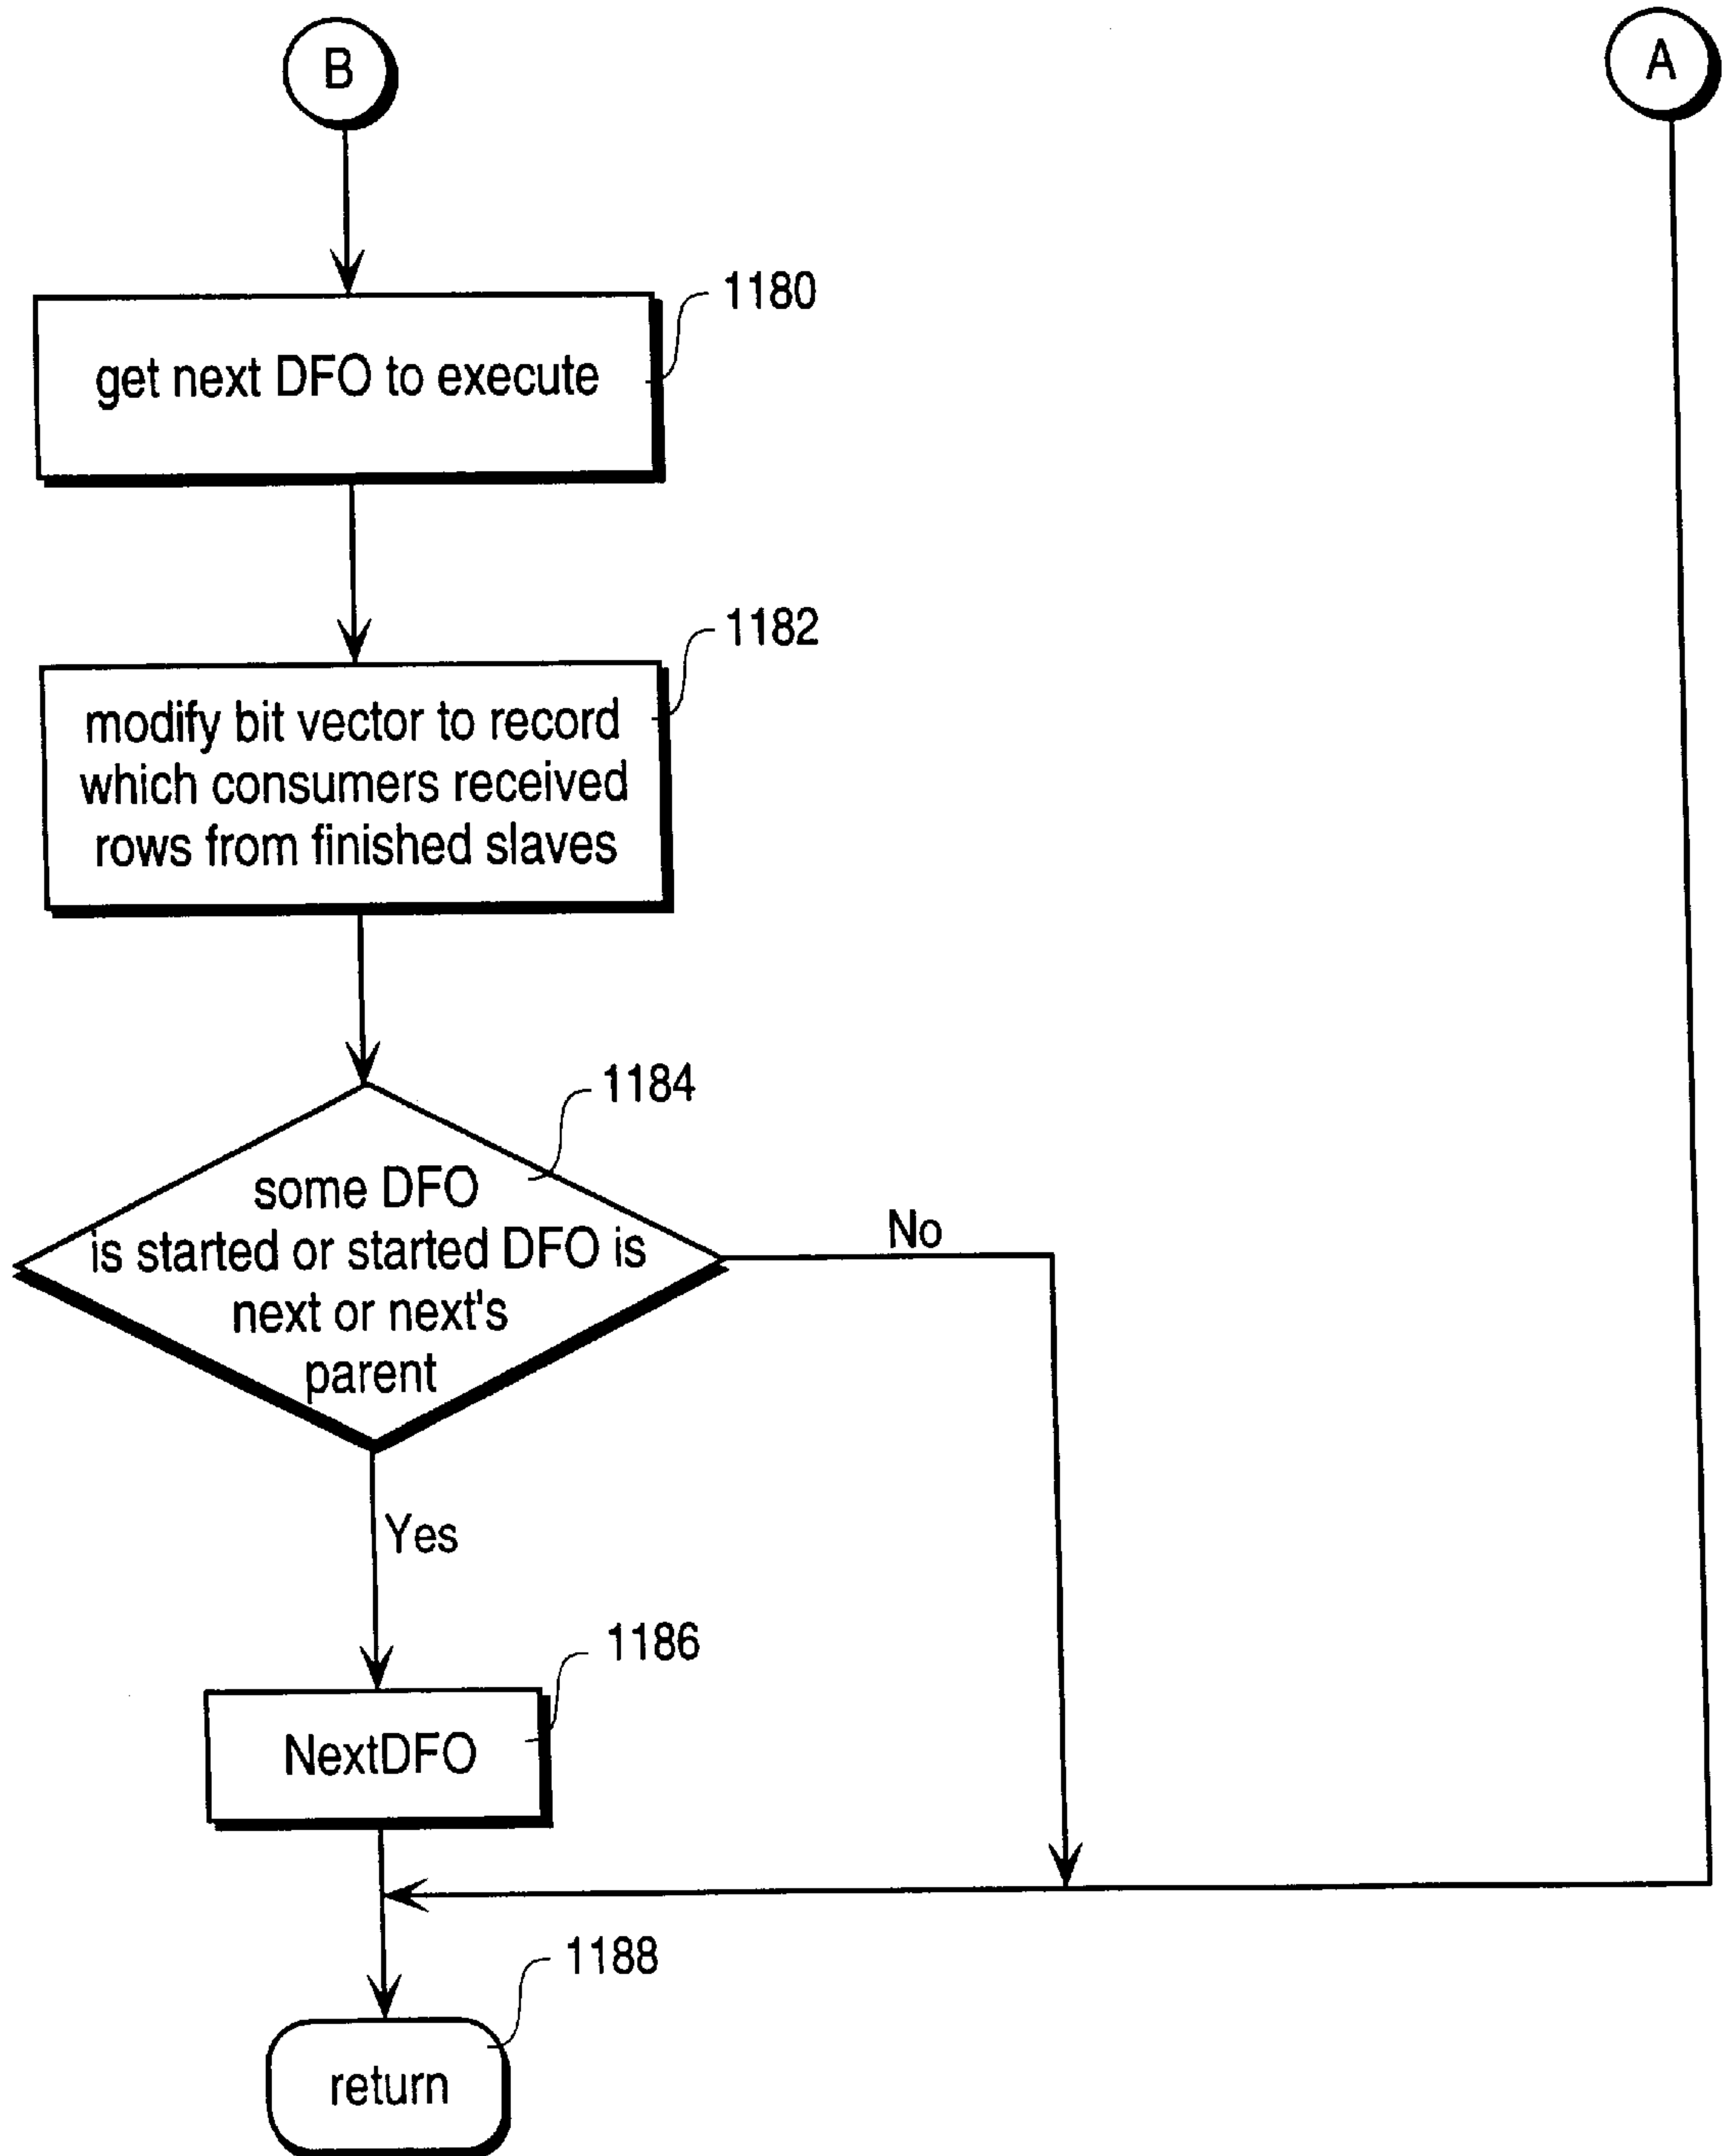 B
A
1180
get next DFO to execute
1182
modify bit vector to record
which consumers received
rows from finished slaves
1184
some DFO
is started or started DFO is
next or next's
parent
No
Yes
1186
NextDFO
1188
return